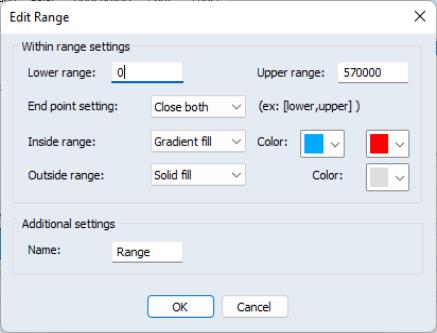 Edit Range
Within range settings
Lower range: 0 Upper range: 570000
End point setting: Close both (ex: [lower,upper] )
Inside range: Gradient fill Color:
Outside range: Solid fill Color:
Additional settings
Name: Range
OK Cancel